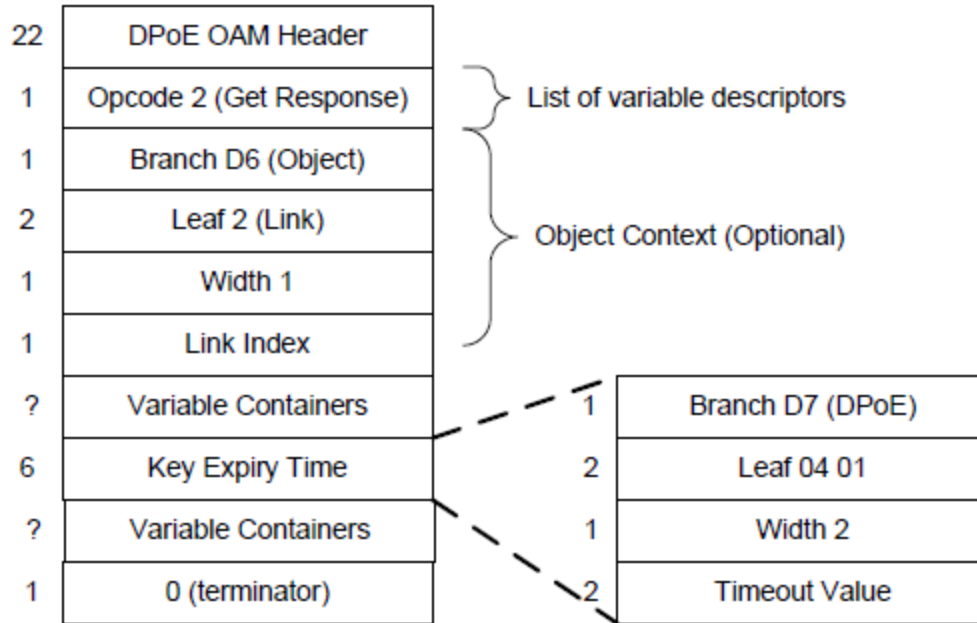 22 DPoE OAM Header
1 Opcode 2 (Get Response) List of variable descriptors
1 Branch D6 (Object)
2 Leaf 2 (Link) Object Context (Optional)
1 Width 1
1 Link Index
? Variable Containers 1 Branch D7 (DPoE)
6 Key Expiry Time 2 Leaf 04 01
? Variable Containers 1 Width 2
1 0 (terminator) 2 Timeout Value